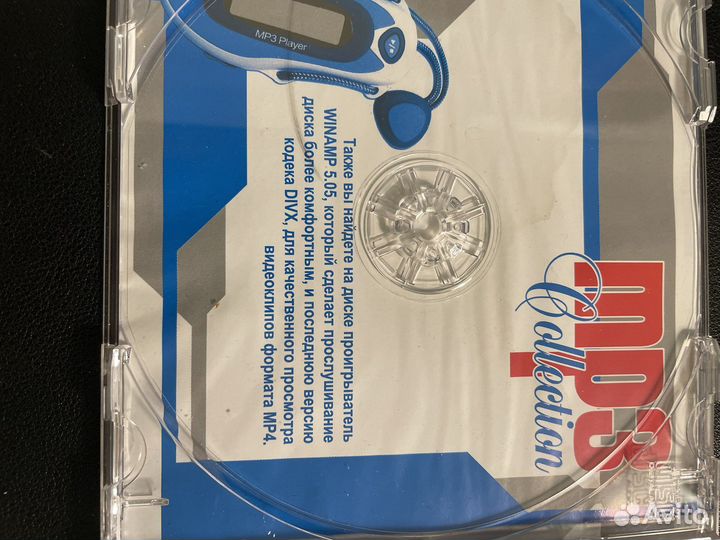 mp3
Collection
MP3 Player
Также вы найдете на диске проигрыватель
WINAMP 5.05, который сделает прослушивание
диска более комфортным, и последнюю версию
кодека DIVX, для качественного просмотра
видеоклипов формата MP4.
Avito